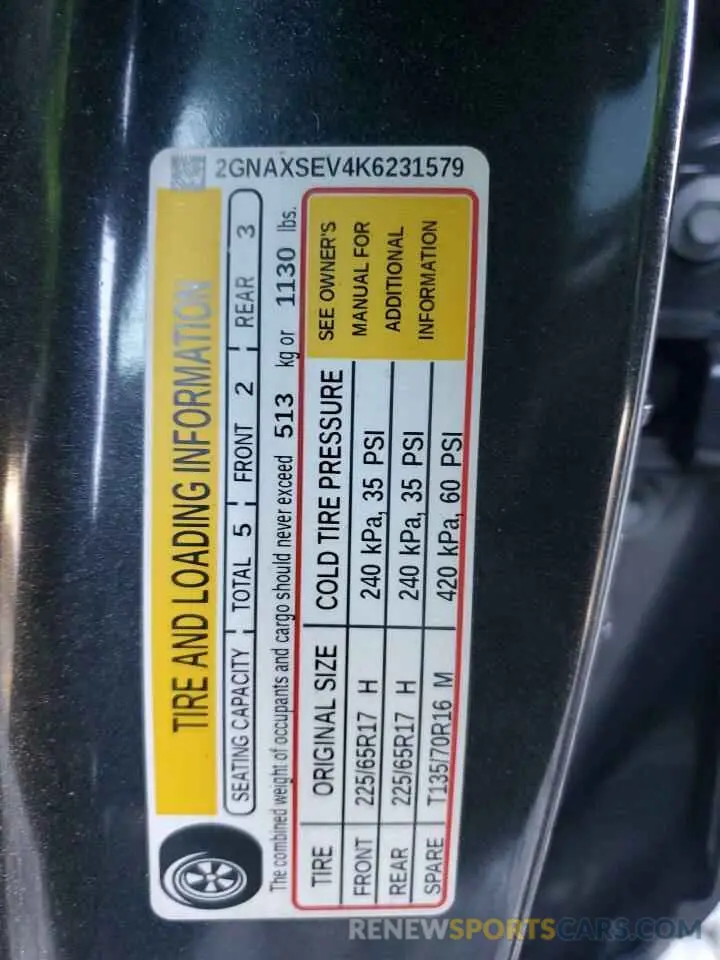 2GNAXSEV4K6231579
TIRE AND LOADING INFORMATION
SEATING CAPACITY TOTAL 5 FRONT 2 REAR 3
The combined weight of occupants and cargo should never exceed 513 kg or 1130 lbs.
TIRE ORIGINAL SIZE COLD TIRE PRESSURE
FRONT 225/65R17 H 240 kPa, 35 PSI
REAR 225/65R17 H 240 kPa, 35 PSI
SPARE T135/70R16 M 420 kPa, 60 PSI
SEE OWNER'S
MANUAL FOR
ADDITIONAL
INFORMATION
RENEWSPORTSCARS.COM